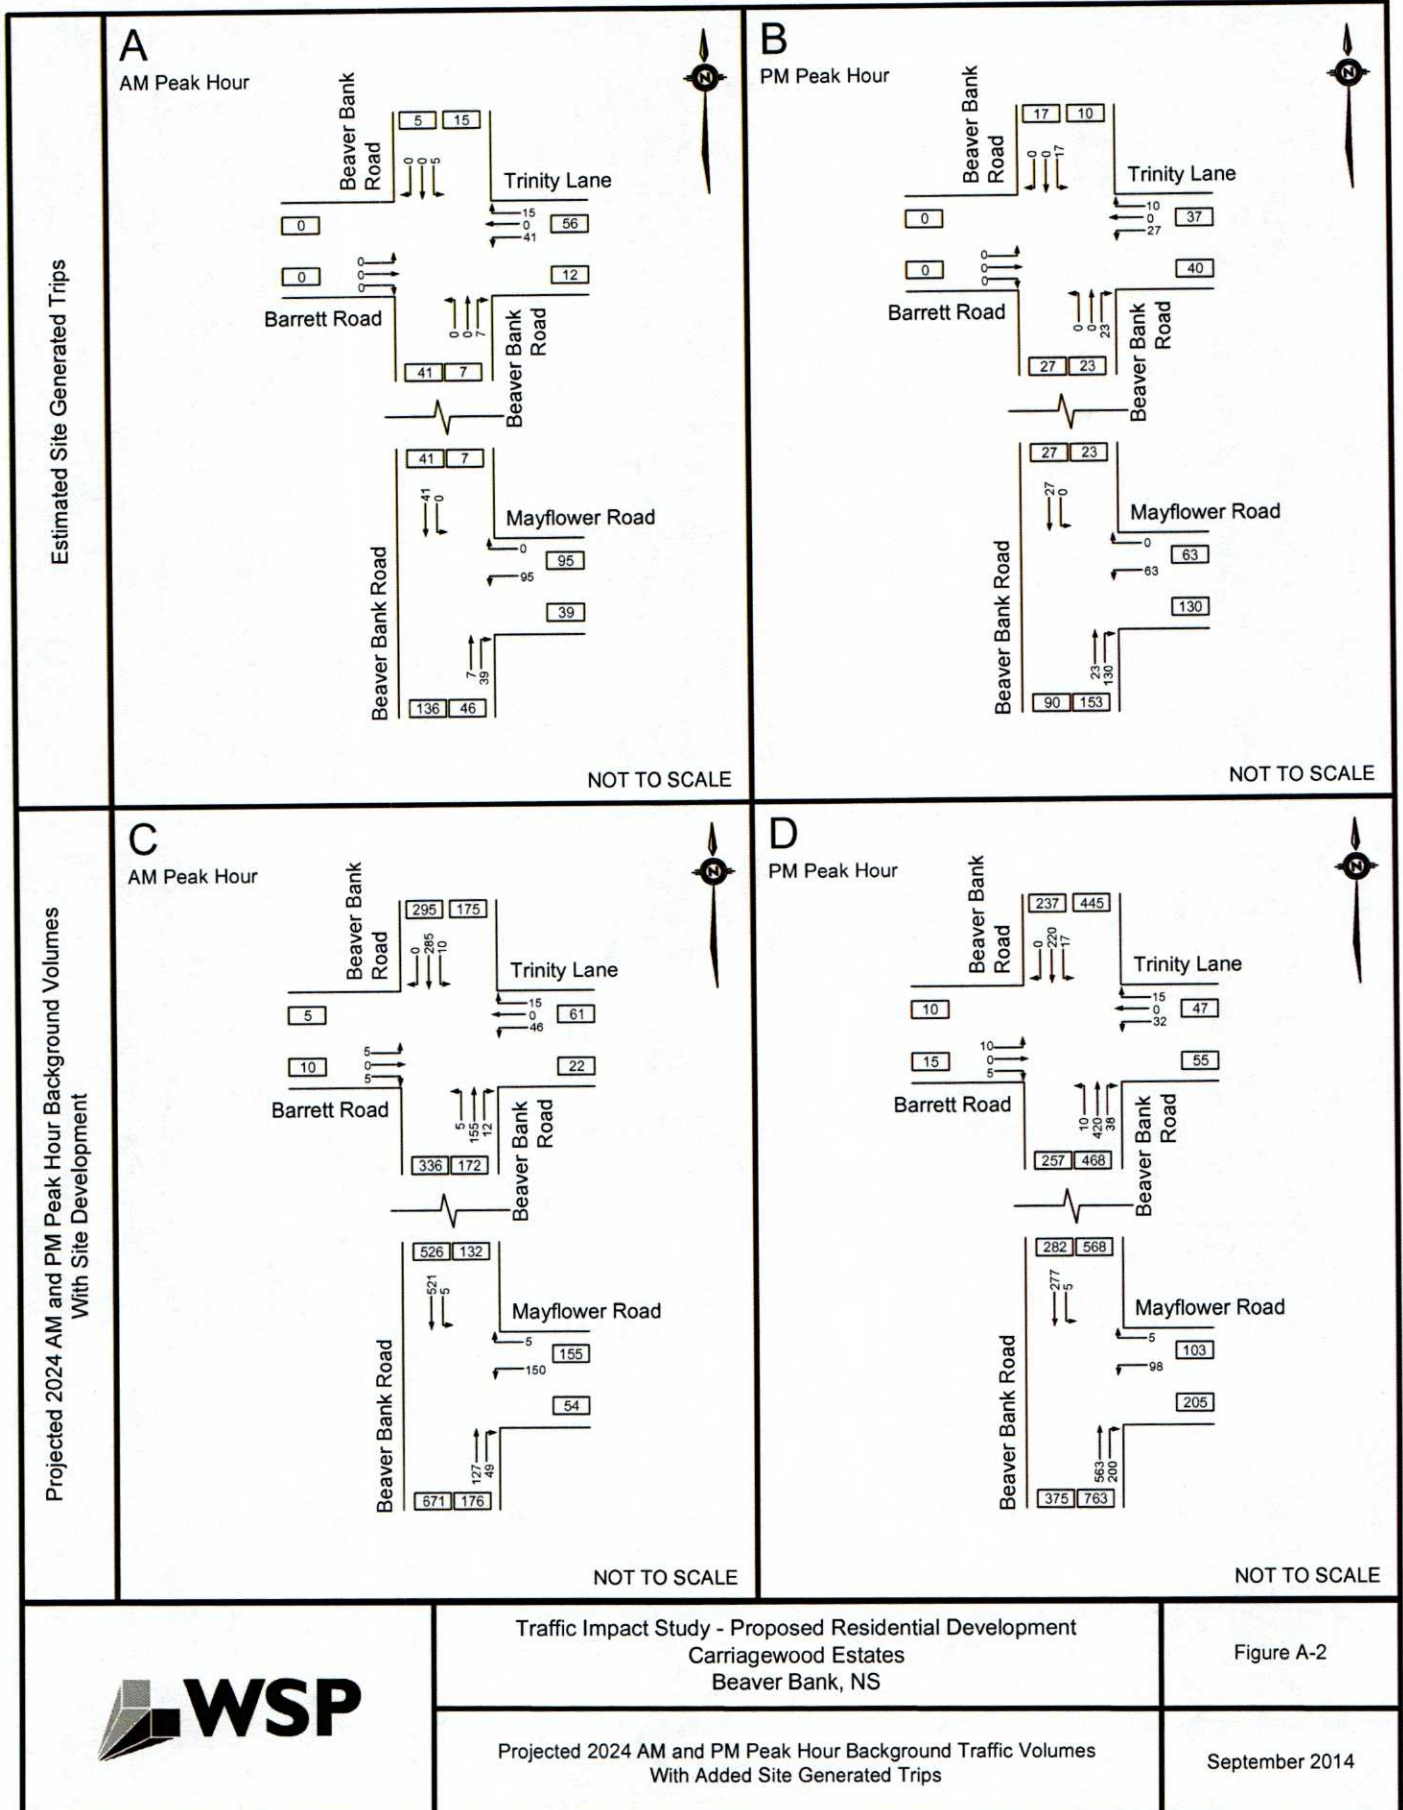 Estimated Site Generated Trips
A
AM Peak Hour
Beaver Bank
Road
5 15
0 0 5
Trinity Lane
15
0
41
56
0
0
0
0
0
12
Barrett Road
0 0 7
Beaver Bank
Road
41 7
41 7
41 0
Mayflower Road
0
95
95
39
Beaver Bank Road
7 39
136 46
NOT TO SCALE
N
B
PM Peak Hour
Beaver Bank
Road
17 10
0 0 17
Trinity Lane
10
0
27
37
0
0
0
0
0
40
Barrett Road
0 0 23
Beaver Bank
Road
27 23
27 23
27 0
Mayflower Road
0
63
63
130
Beaver Bank Road
23 130
90 153
NOT TO SCALE
N
Projected 2024 AM and PM Peak Hour Background Volumes
With Site Development
C
AM Peak Hour
Beaver Bank
Road
295 175
0 285 10
Trinity Lane
15
0
46
61
5
10
5
0
5
22
Barrett Road
5 155 12
Beaver Bank
Road
336 172
526 132
521 5
Mayflower Road
5
150
155
54
Beaver Bank Road
127 49
671 176
NOT TO SCALE
N
D
PM Peak Hour
Beaver Bank
Road
237 445
0 220 17
Trinity Lane
15
0
32
47
10
15
10
0
5
55
Barrett Road
10 420 38
Beaver Bank
Road
257 468
282 568
277 5
Mayflower Road
5
98
103
205
Beaver Bank Road
563 200
375 763
NOT TO SCALE
N
WSP
Traffic Impact Study - Proposed Residential Development
Carriagewood Estates
Beaver Bank, NS
Figure A-2
Projected 2024 AM and PM Peak Hour Background Traffic Volumes
With Added Site Generated Trips
September 2014